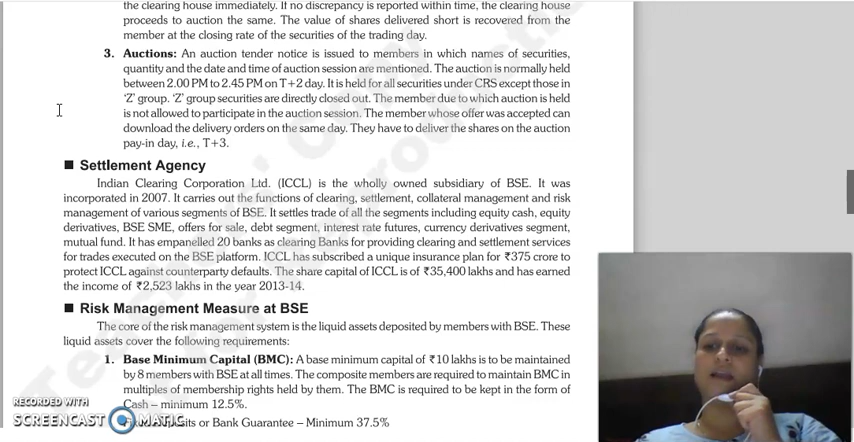 the clearing house immediately. If no discrepancy is reported within time, the clearing house
proceeds to auction the same. The value of shares delivered short is recovered from the
member at the closing rate of the securities of the trading day.
3. Auctions: An auction tender notice is issued to members in which names of securities,
quantity and the date and time of auction session are mentioned. The auction is normally held
between 2.00 PM to 2.45 PM on T+2 day. It is held for all securities under CRS except those in
'Z' group. 'Z' group securities are directly closed out. The member due to which auction is held
is not allowed to participate in the auction session. The member whose offer was accepted can
download the delivery orders on the same day. They have to deliver the shares on the auction
pay-in day, i.e., T+3.
■ Settlement Agency
Indian Clearing Corporation Ltd. (ICCL) is the wholly owned subsidiary of BSE. It was
incorporated in 2007. It carries out the functions of clearing, settlement, collateral management and risk
management of various segments of BSE. It settles trade of all the segments including equity cash, equity
derivatives, BSE SME, offers for sale, debt segment, interest rate futures, currency derivatives segment,
mutual fund. It has empanelled 20 banks as clearing Banks for providing clearing and settlement services
for trades executed on the BSE platform. ICCL has subscribed a unique insurance plan for ₹375 crore to
protect ICCL against counterparty defaults. The share capital of ICCL is of ₹35,400 lakhs and has earned
the income of ₹2,523 lakhs in the year 2013-14.
■ Risk Management Measure at BSE
The core of the risk management system is the liquid assets deposited by members with BSE. These
liquid assets cover the following requirements:
1. Base Minimum Capital (BMC): A base minimum capital of ₹10 lakhs is to be maintained
by 8 members with BSE at all times. The composite members are required to maintain BMC in
multiples of membership rights held by them. The BMC is required to be kept in the form of
Cash – minimum 12.5%.
or Bank Guarantee – Minimum 37.5%
RECORDED WITH
SCREENCAST MATIC